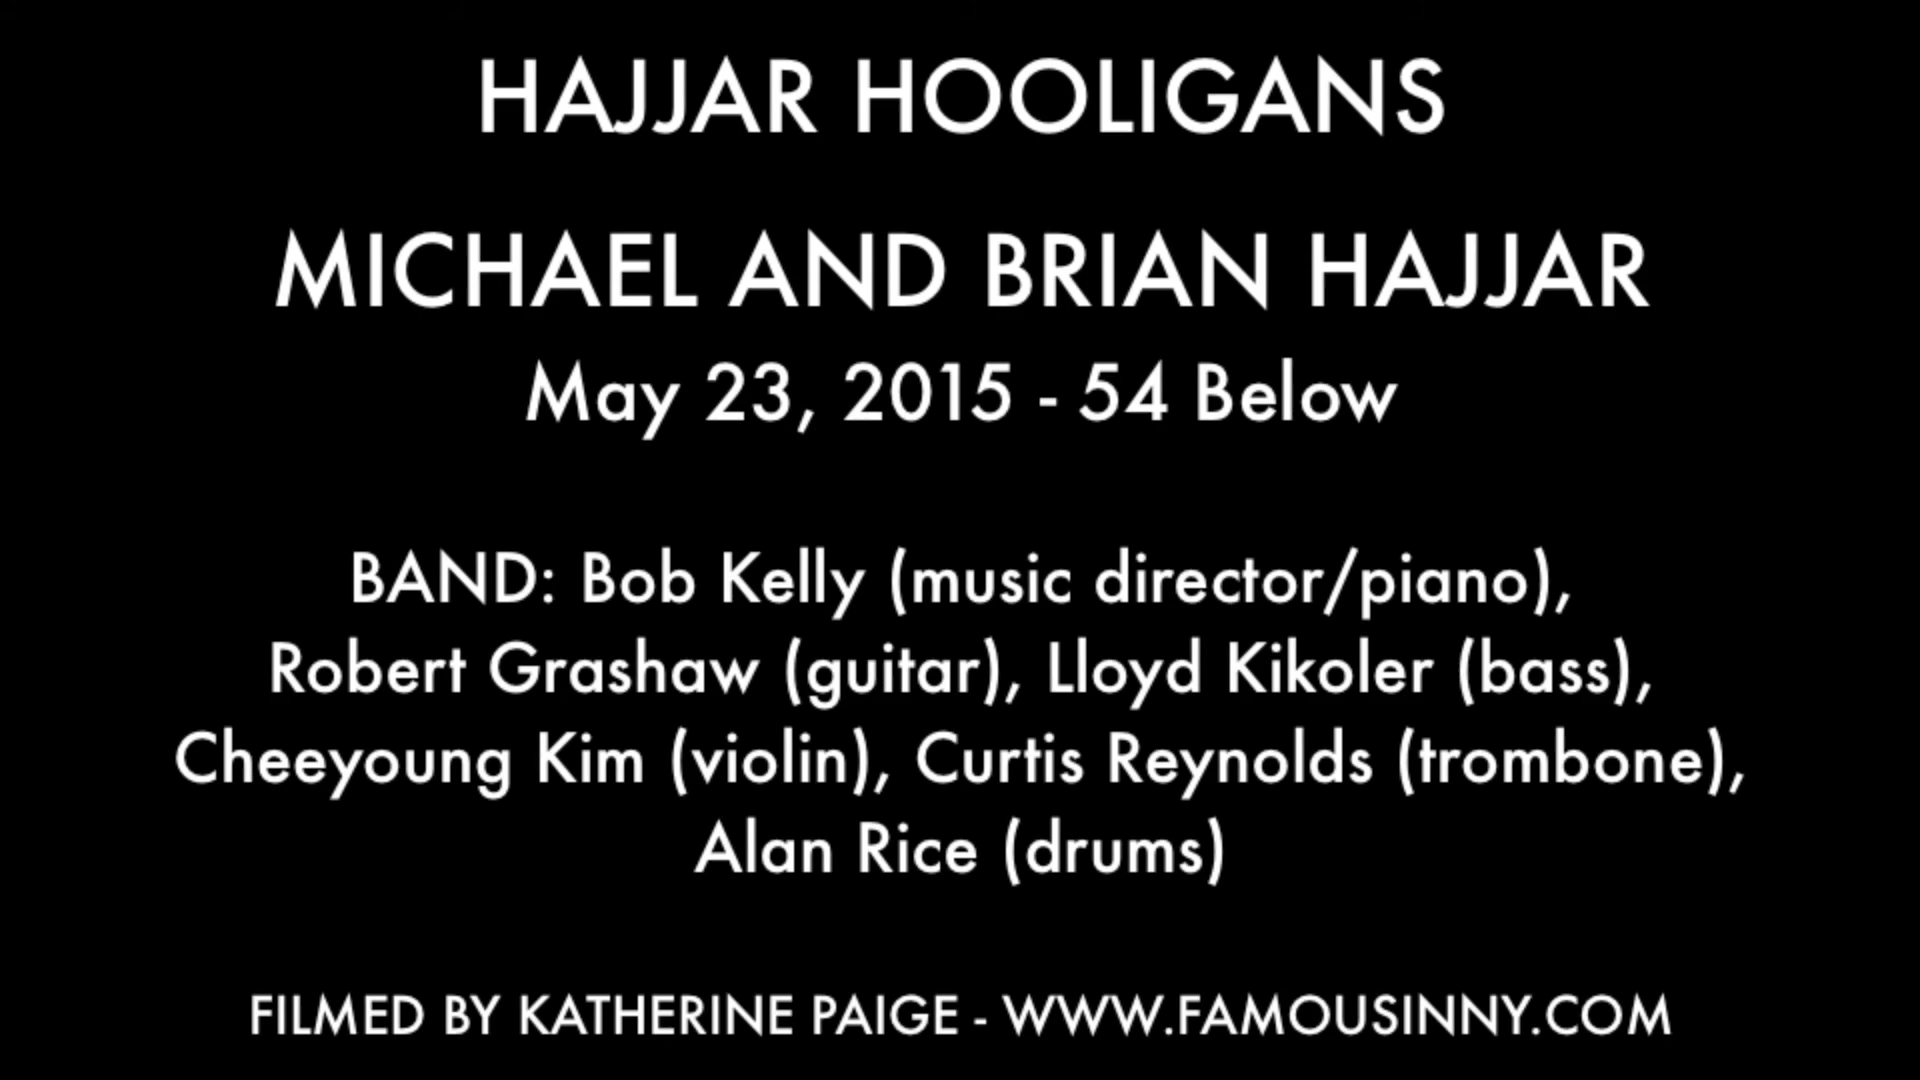 HAJJAR HOOLIGANS
MICHAEL AND BRIAN HAJJAR
May 23, 2015 - 54 Below
BAND: Bob Kelly (music director/piano),
Robert Grashaw (guitar), Lloyd Kikoler (bass),
Cheeyoung Kim (violin), Curtis Reynolds (trombone),
Alan Rice (drums)
FILMED BY KATHERINE PAIGE - WWW.FAMOUSINNY.COM